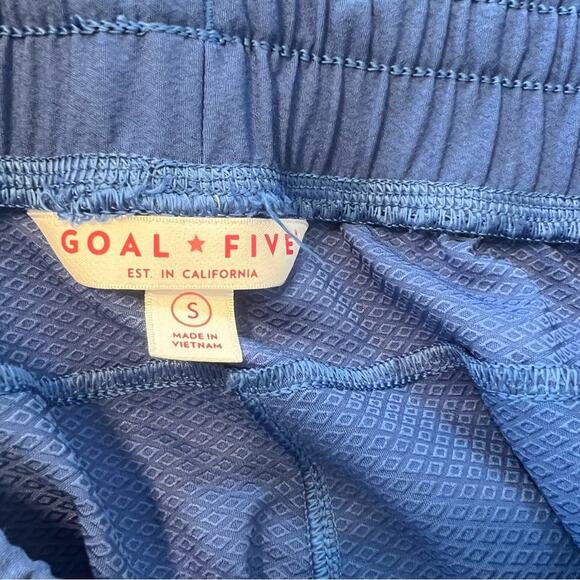 GOAL ★ FIVE
EST. IN CALIFORNIA
S
MADE IN
VIETNAM